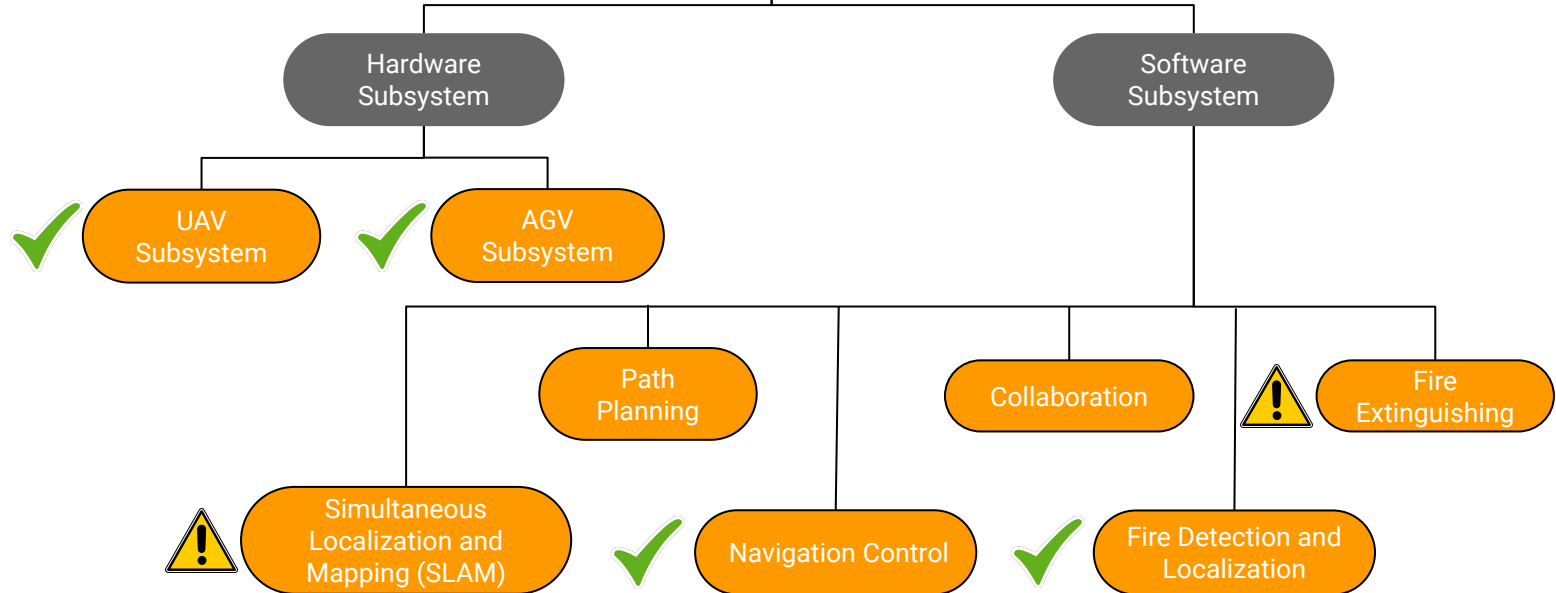 Hardware
Subsystem
Software
Subsystem
UAV
Subsystem
AGV
Subsystem
Path
Planning
Collaboration
Fire
Extinguishing
Simultaneous
Localization and
Mapping (SLAM)
Navigation Control
Fire Detection and
Localization